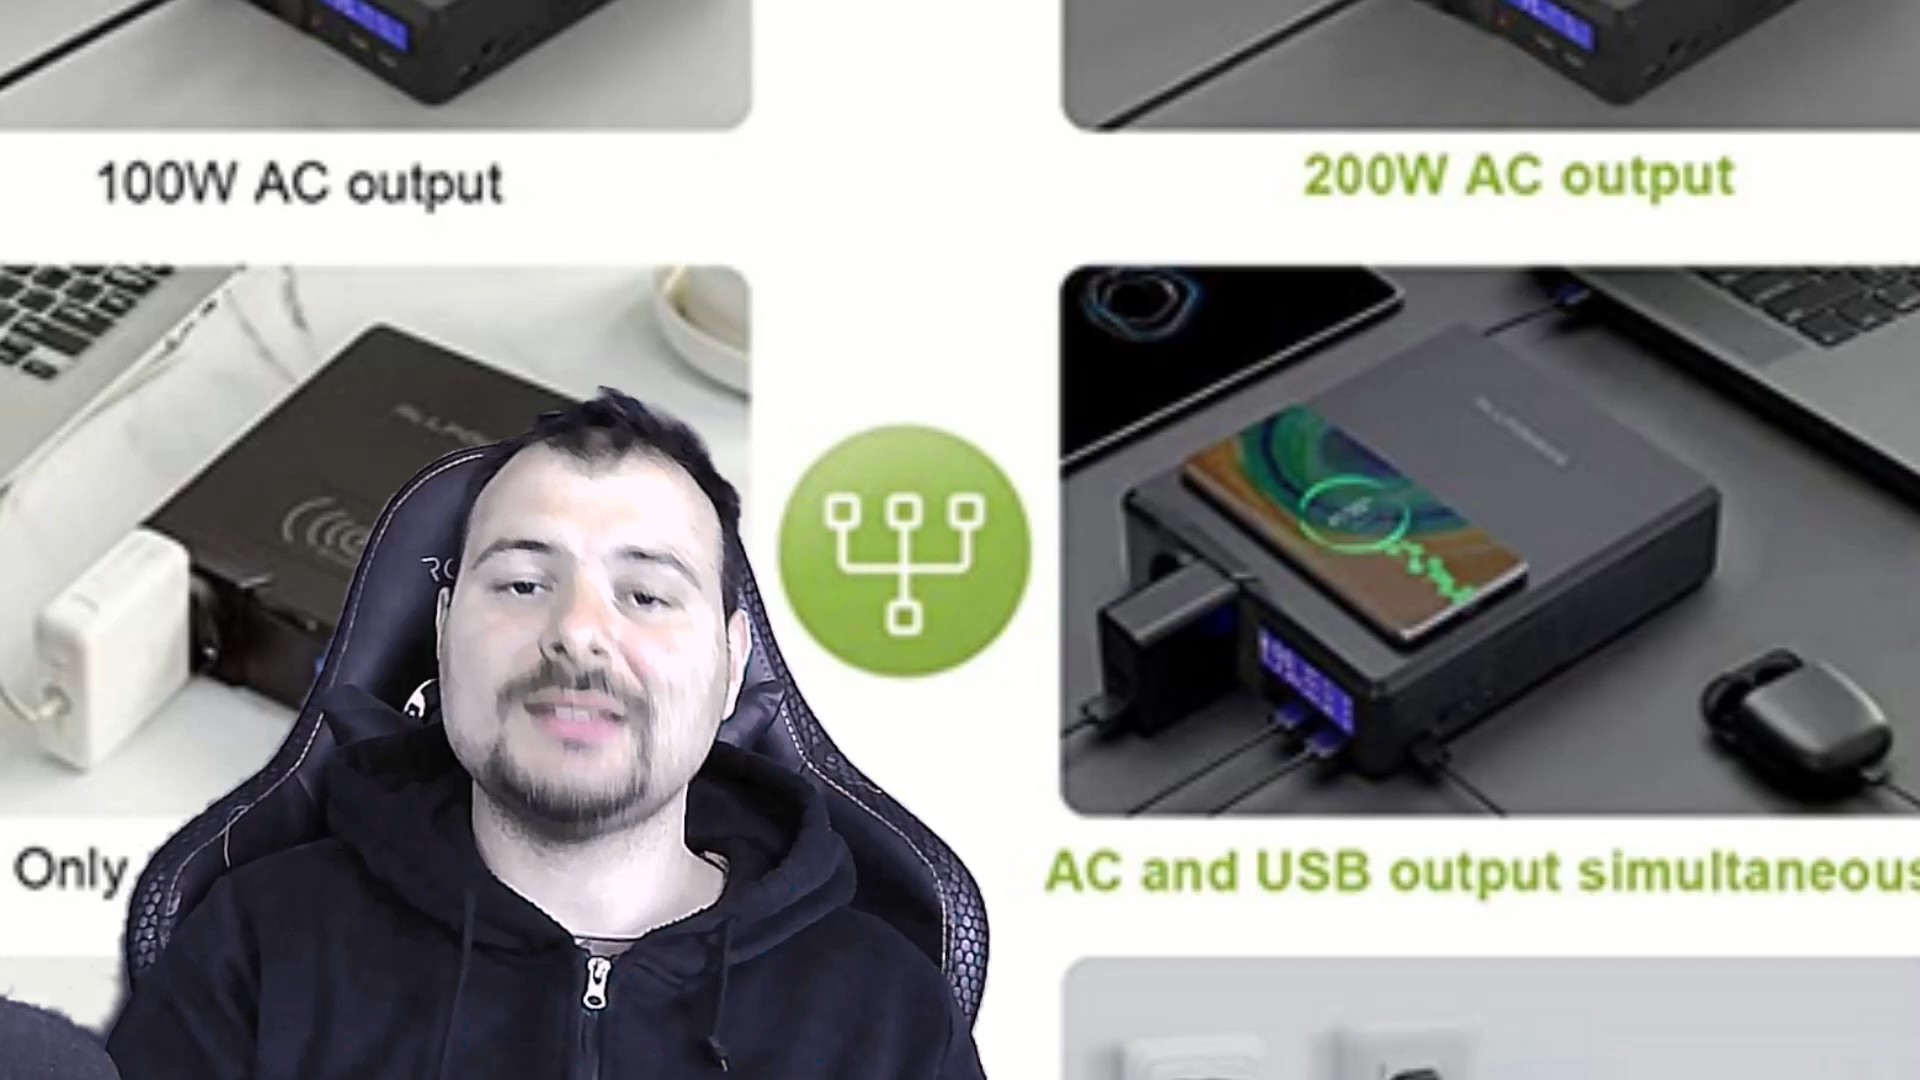 100W AC output
200W AC output
Only
AC and USB output simultaneous